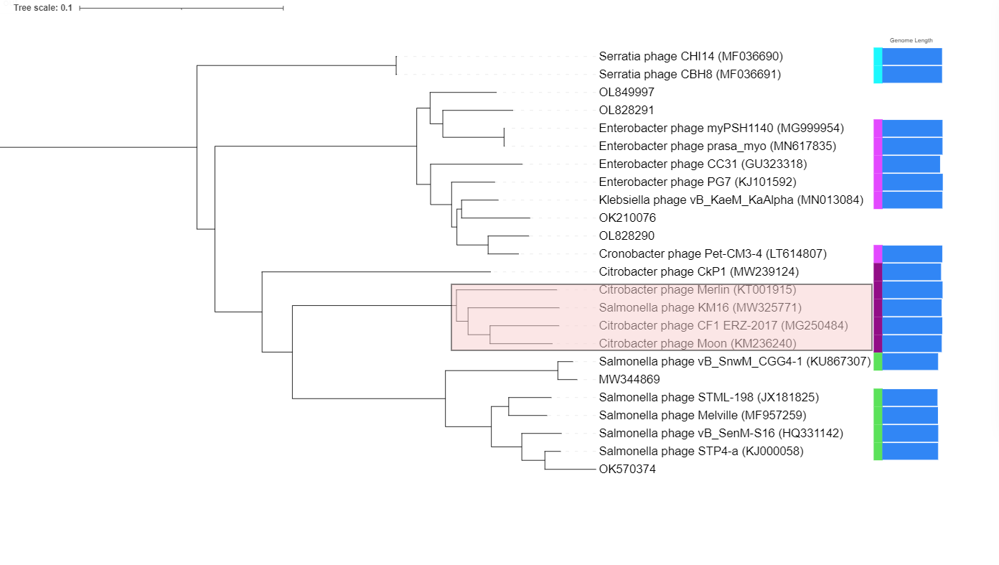 Tree scale: 0.1
Genome Length
Serratia phage CHI14 (MF036690)
Serratia phage CBH8 (MF036691)
OL849997
OL828291
Enterobacter phage myPSH1140 (MG999954)
Enterobacter phage prasa_myo (MN617835)
Enterobacter phage CC31 (GU323318)
Enterobacter phage PG7 (KJ101592)
Klebsiella phage vB_KaeM_KaAlpha (MN013084)
OK210076
OL828290
Cronobacter phage Pet-CM3-4 (LT614807)
Citrobacter phage CkP1 (MW239124)
Citrobacter phage Merlin (KT001915)
Salmonella phage KM16 (MW325771)
Citrobacter phage CF1 ERZ-2017 (MG250484)
Citrobacter phage Moon (KM236240)
Salmonella phage vB_SnwM_CGG4-1 (KU867307)
MW344869
Salmonella phage STML-198 (JX181825)
Salmonella phage Melville (MF957259)
Salmonella phage vB_SenM-S16 (HQ331142)
Salmonella phage STP4-a (KJ000058)
OK570374